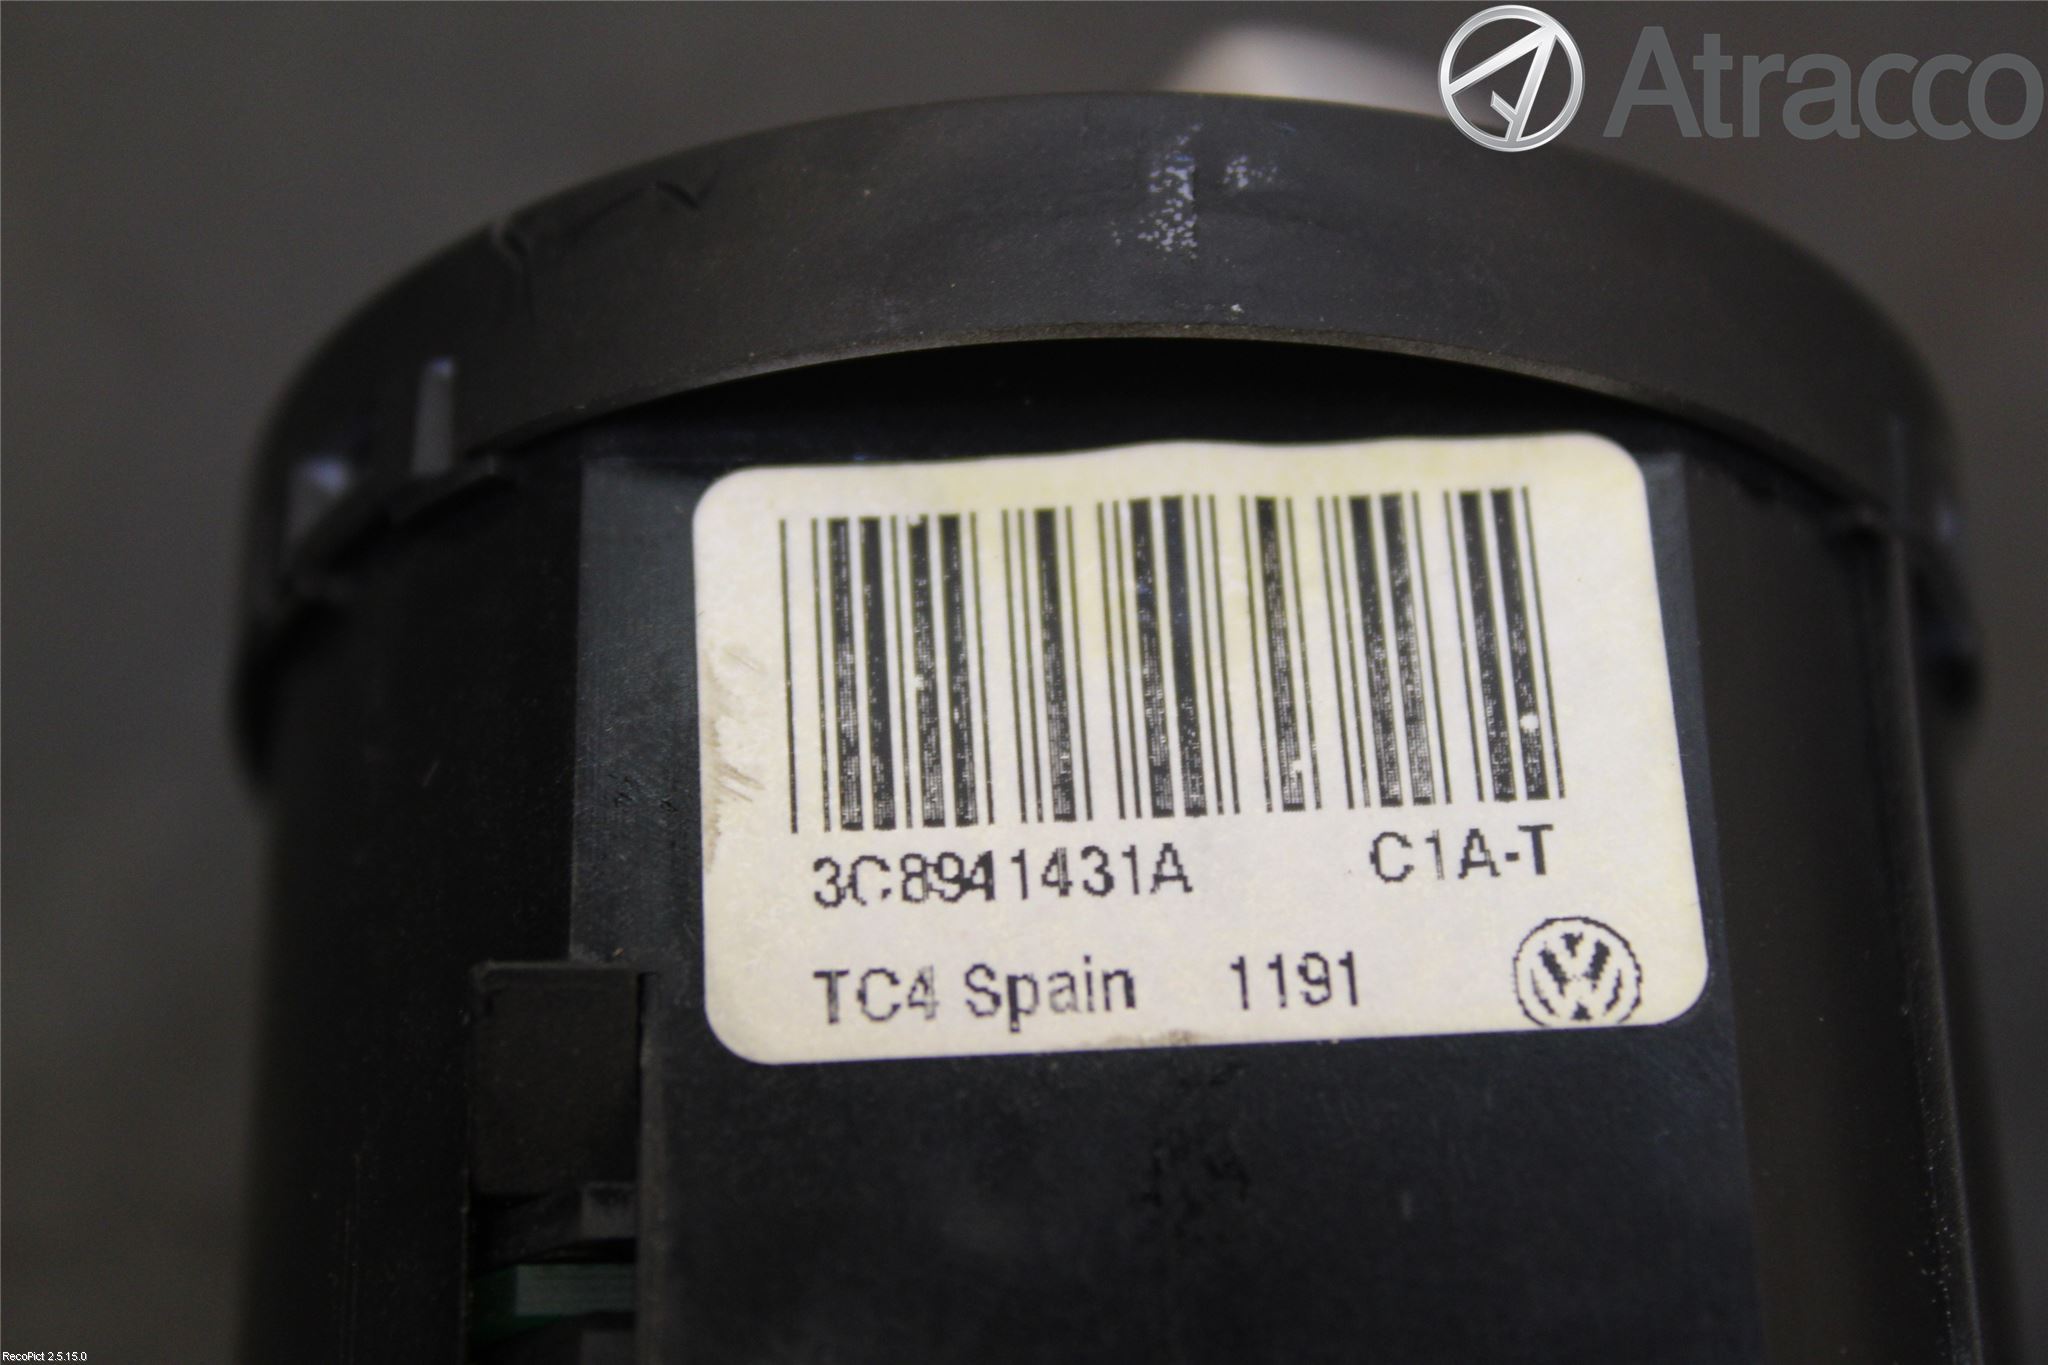 Atracco
3C8941431A C1A-T
TC4 Spain 1191
RecoPict 2.5.15.0